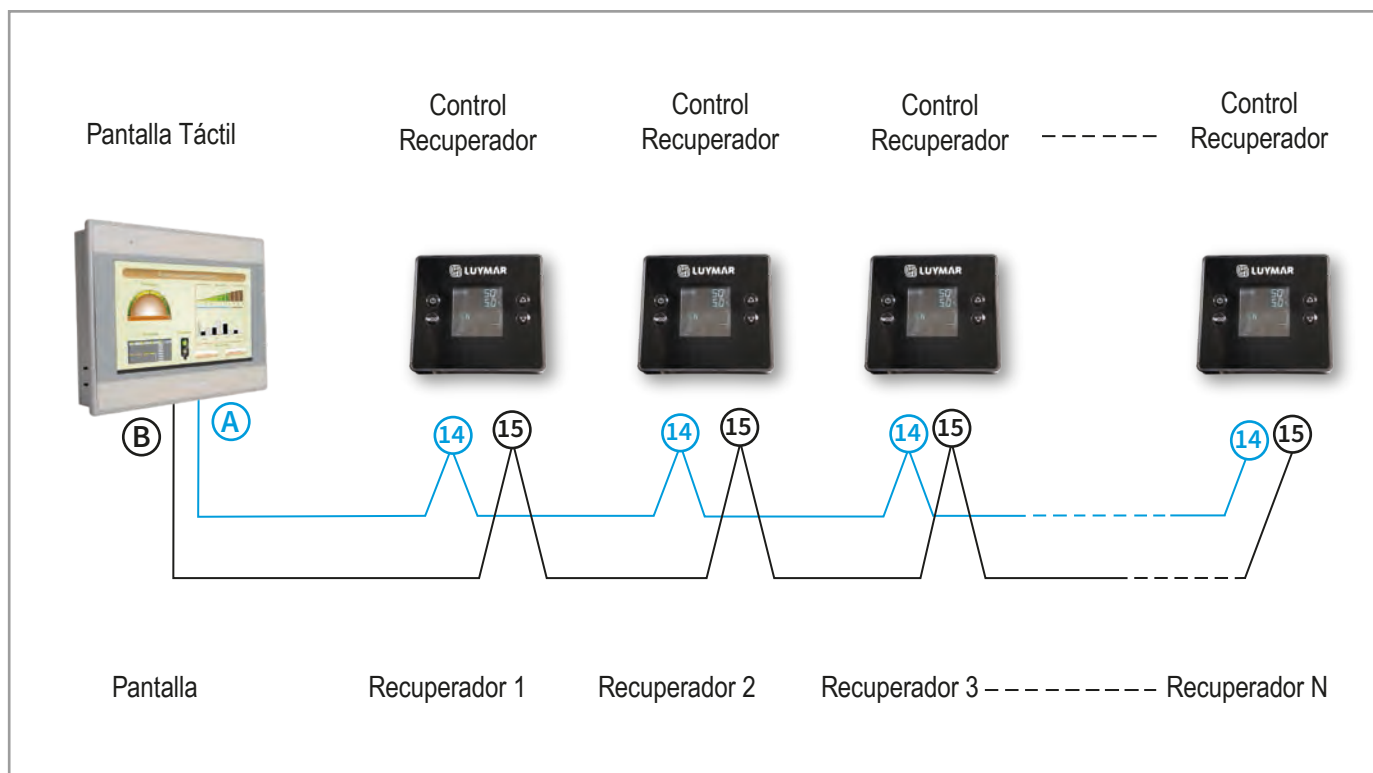 Pantalla Táctil
Control
Recuperador
Control
Recuperador
Control
Recuperador
Control
Recuperador
LUYMAR
LUYMAR
LUYMAR
LUYMAR
B
A
14
15
14
15
14
15
14
15
Pantalla
Recuperador 1
Recuperador 2
Recuperador 3
Recuperador N